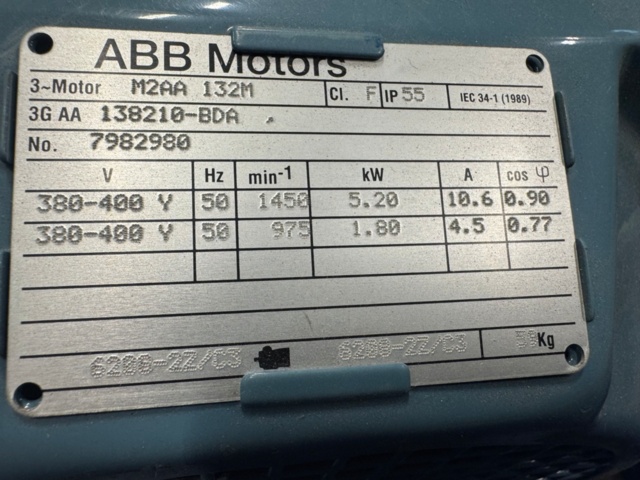 ABB Motors
3~Motor M2AA 132M Cl. F IP 55 IEC 34-1 (1989)
3G AA 138210-BDA
No. 7982980
V Hz min-1 kW A cos φ
380-400 Y 50 1450 5.20 10.6 0.90
380-400 Y 50 975 1.80 4.5 0.77
6208-2Z/C3 6208-2Z/C3 Kg